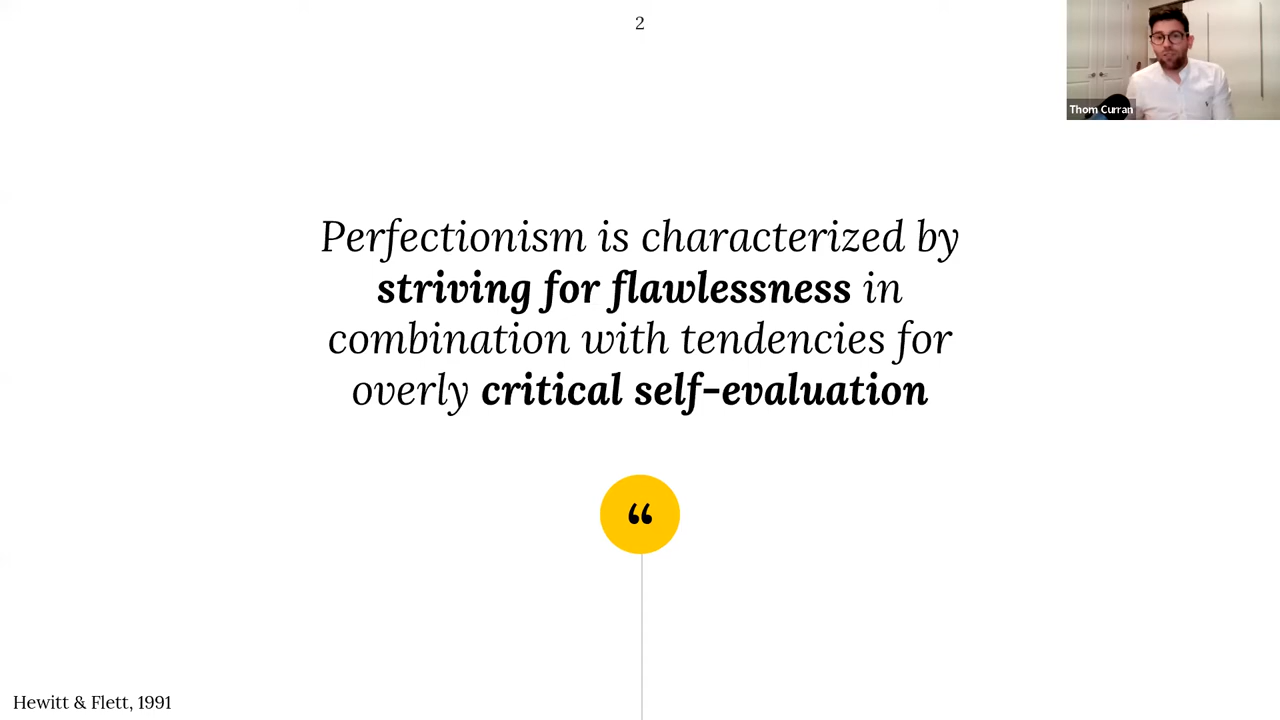 2
Thom Curran
Perfectionism is characterized by
striving for flawlessness in
combination with tendencies for
overly critical self-evaluation
“
Hewitt & Flett, 1991